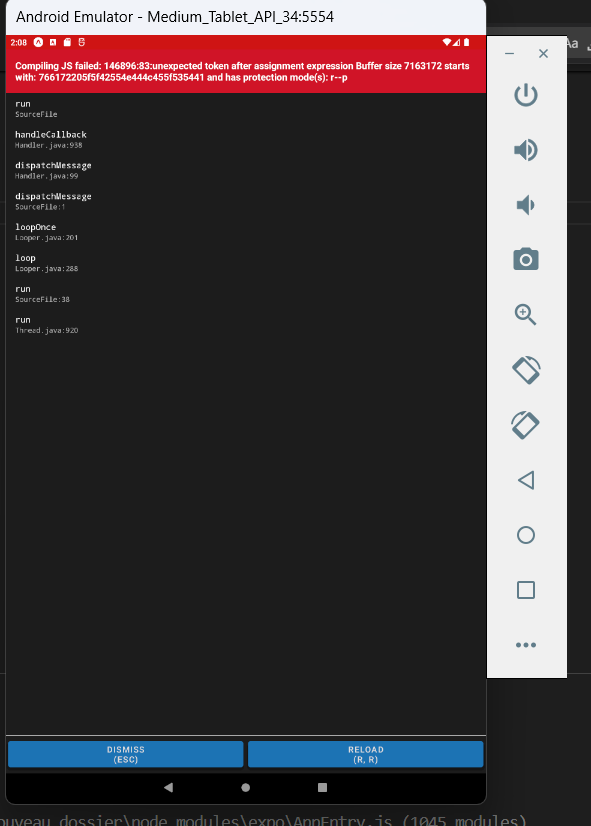 Android Emulator - Medium_Tablet_API_34:5554
2:08
Compiling JS failed: 146896:83:unexpected token after assignment expression Buffer size 7163172 starts
with: 766172205f5f42554e444c455f535441 and has protection mode(s): r--p
Aa
run
SourceFile
handleCallback
Handler.java:938
dispatchMessage
Handler.java:99
dispatchMessage
SourceFile:1
loopOnce
Looper.java:201
loop
Looper.java:288
run
SourceFile:38
run
Thread.java:920
DISMISS
(ESC)
RELOAD
(R, R)
ouveau dossier\node_modules\expo\AppEntry.js (1045 modules)